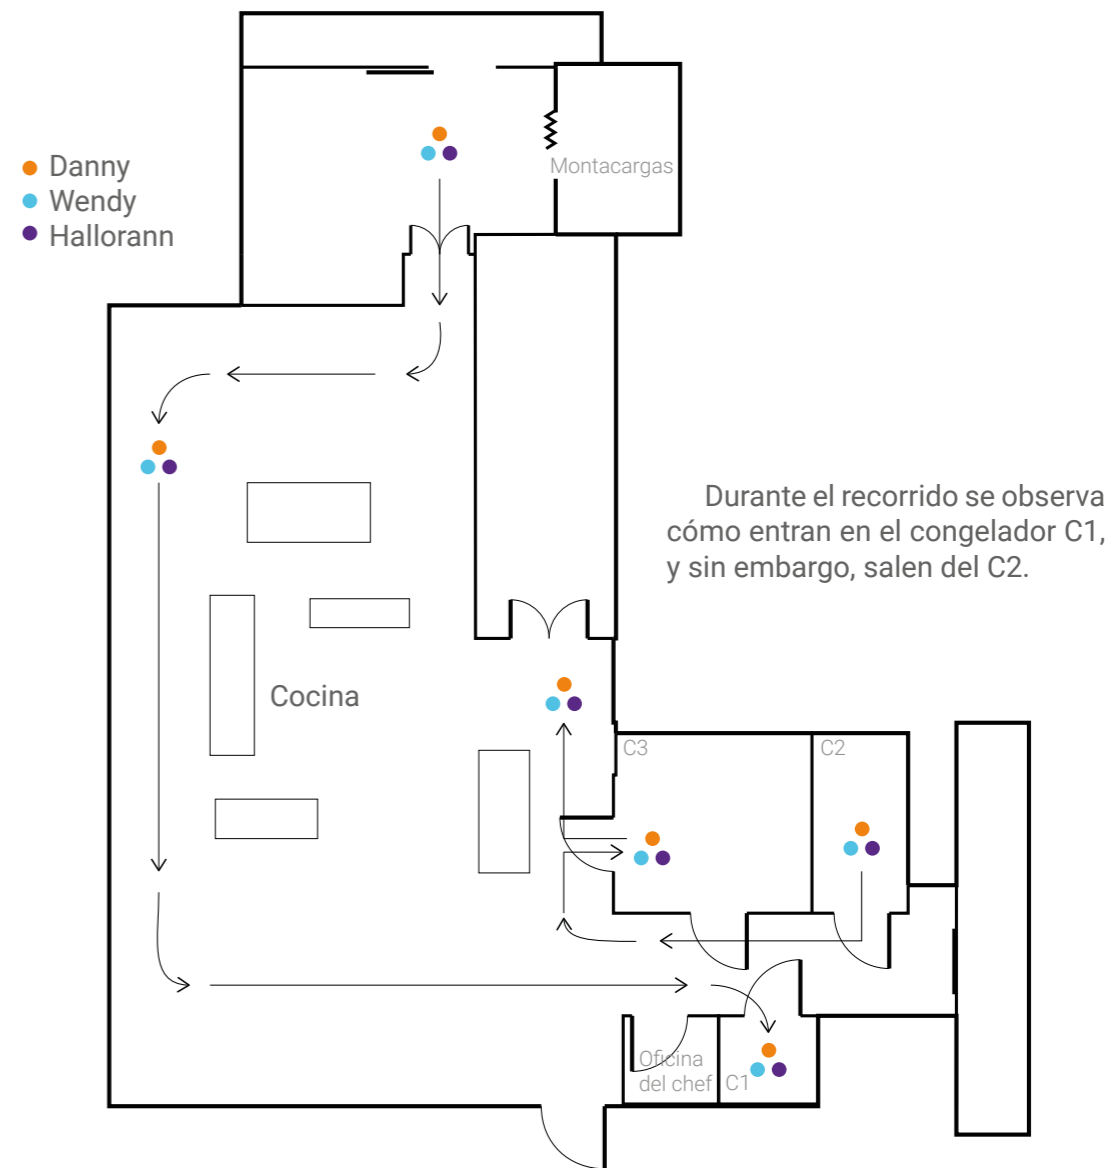 Montacargas
Danny
Wendy
Hallorann
Durante el recorrido se observa
cómo entran en el congelador C1,
y sin embargo, salen del C2.
Cocina
C3
C2
Oficina
del chef
C1